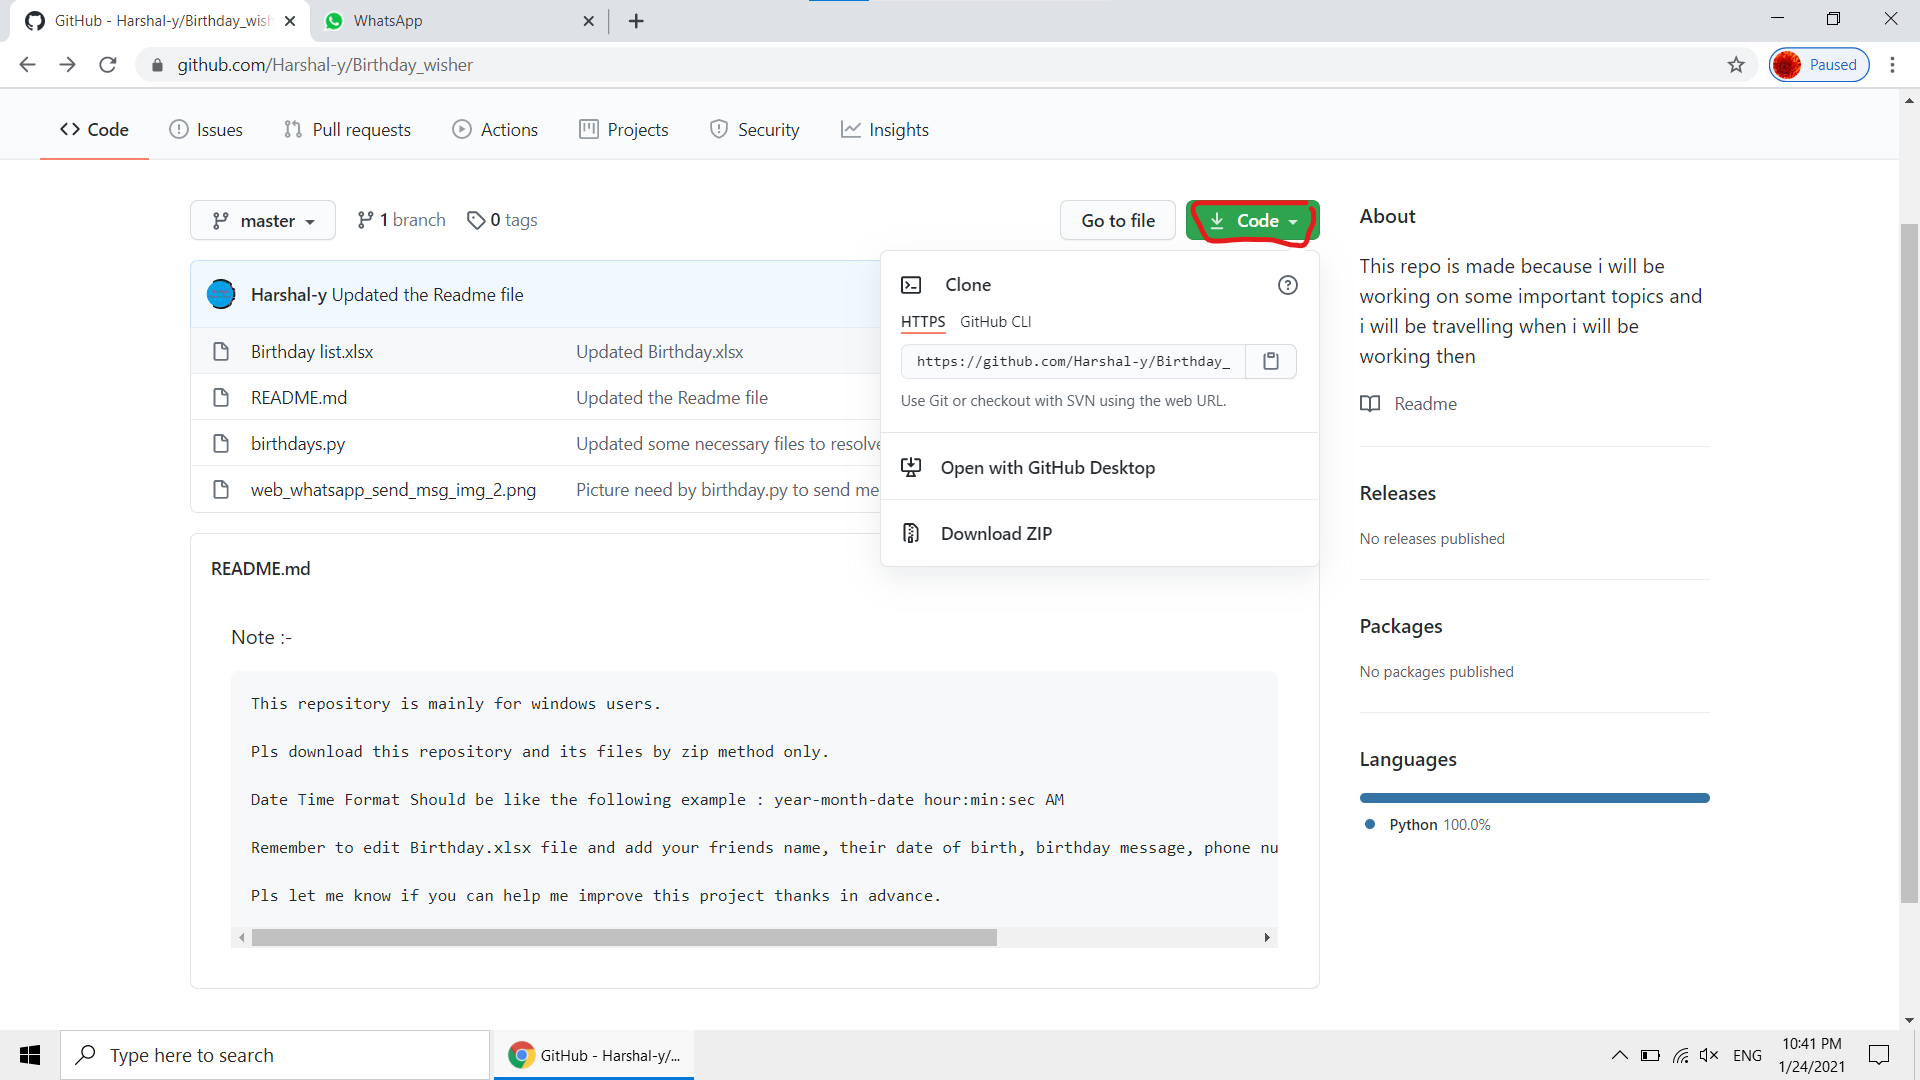 GitHub - Harshal-y/Birthday_wish
WhatsApp
github.com/Harshal-y/Birthday_wisher
Paused
Code
Issues
Pull requests
Actions
Projects
Security
Insights
master
1 branch
0 tags
Go to file
Code
Harshal-y Updated the Readme file
Birthday list.xlsx Updated Birthday.xlsx
README.md Updated the Readme file
birthdays.py Updated some necessary files to resolve
web_whatsapp_send_msg_img_2.png Picture need by birthday.py to send me
Clone
HTTPS GitHub CLI
https://github.com/Harshal-y/Birthday_
Use Git or checkout with SVN using the web URL.
Open with GitHub Desktop
Download ZIP
README.md
Note :-
This repository is mainly for windows users.
Pls download this repository and its files by zip method only.
Date Time Format Should be like the following example : year-month-date hour:min:sec AM
Remember to edit Birthday.xlsx file and add your friends name, their date of birth, birthday message, phone nu
Pls let me know if you can help me improve this project thanks in advance.
About
This repo is made because i will be
working on some important topics and
i will be travelling when i will be
working then
Readme
Releases
No releases published
Packages
No packages published
Languages
Python 100.0%
Type here to search
GitHub - Harshal-y/...
ENG
10:41 PM
1/24/2021